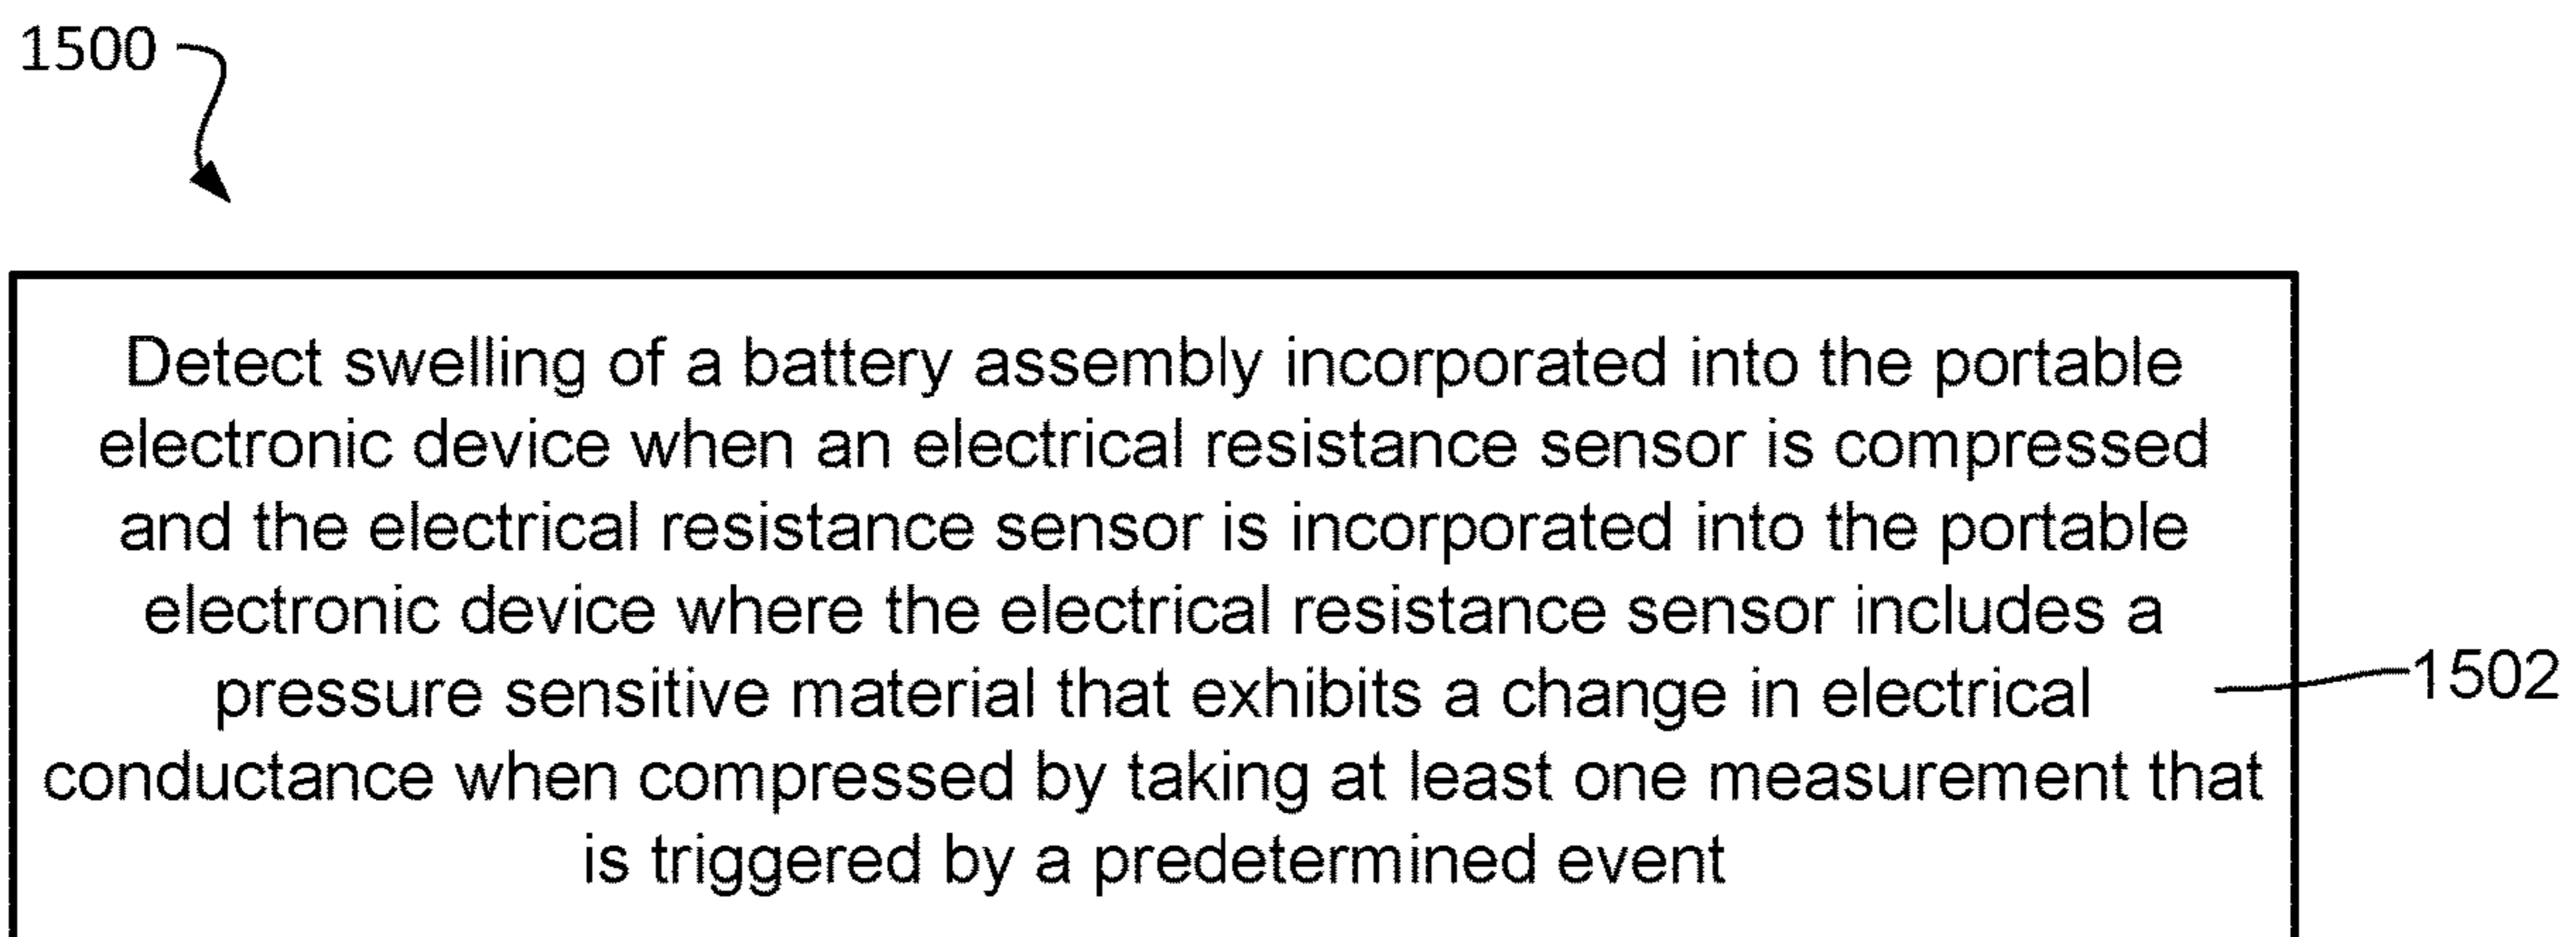 1500
Detect swelling of a battery assembly incorporated into the portable
electronic device when an electrical resistance sensor is compressed
and the electrical resistance sensor is incorporated into the portable
electronic device where the electrical resistance sensor includes a
pressure sensitive material that exhibits a change in electrical
conductance when compressed by taking at least one measurement that
is triggered by a predetermined event
1502